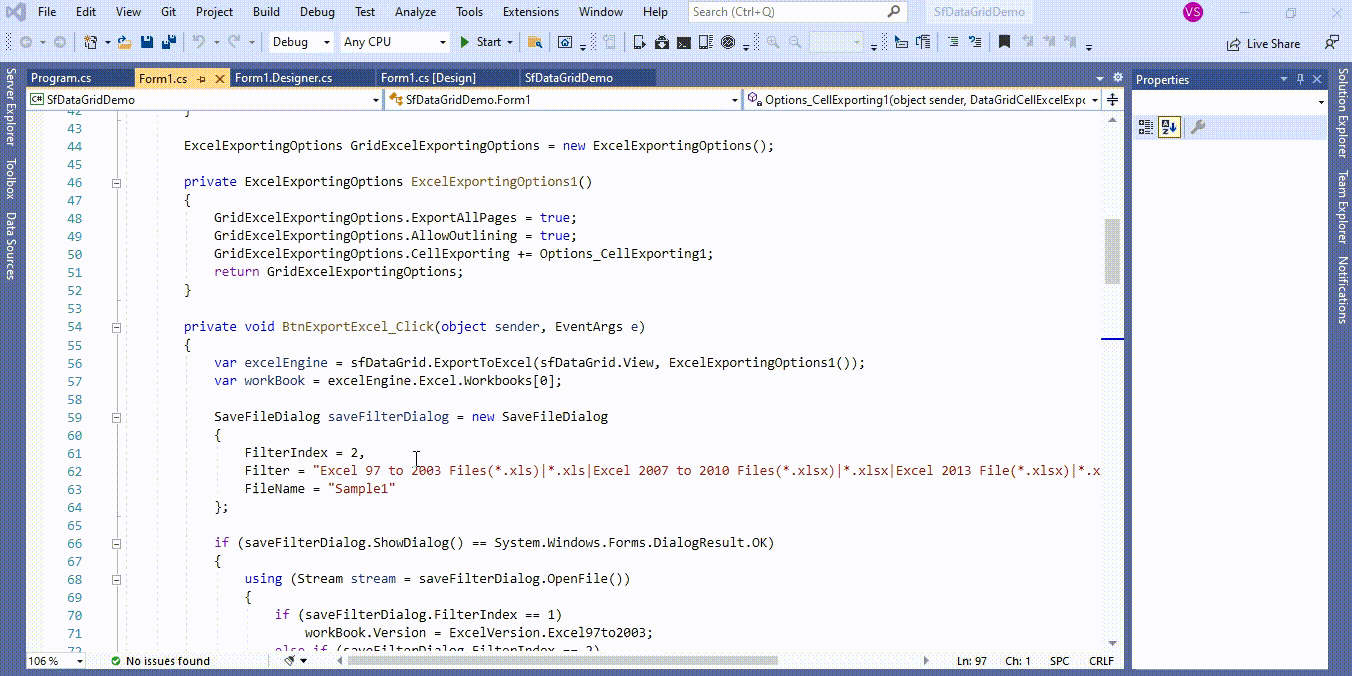 File Edit View Git Project Build Debug Test Analyze Tools Extensions Window Help Search (Ctrl+Q) SfDataGridDemo VS
Debug Any CPU Start Live Share
Server Explorer
Toolbox
Data Sources
Program.cs Form1.cs Form1.Designer.cs Form1.cs [Design] SfDataGridDemo
C# SfDataGridDemo SfDataGridDemo.Form1 Options_CellExporting1(object sender, DataGridCellExcelExpo
42 }
43
44 ExcelExportingOptions GridExcelExportingOptions = new ExcelExportingOptions();
45
46 private ExcelExportingOptions ExcelExportingOptions1()
47 {
48 GridExcelExportingOptions.ExportAllPages = true;
49 GridExcelExportingOptions.AllowOutlining = true;
50 GridExcelExportingOptions.CellExporting += Options_CellExporting1;
51 return GridExcelExportingOptions;
52 }
53
54 private void BtnExportExcel_Click(object sender, EventArgs e)
55 {
56 var excelEngine = sfDataGrid.ExportToExcel(sfDataGrid.View, ExcelExportingOptions1());
57 var workBook = excelEngine.Excel.Workbooks[0];
58
59 SaveFileDialog saveFilterDialog = new SaveFileDialog
60 {
61 FilterIndex = 2,
62 Filter = "Excel 97 to 2003 Files(*.xls)|*.xls|Excel 2007 to 2010 Files(*.xlsx)|*.xlsx|Excel 2013 File(*.xlsx)|*.x
63 FileName = "Sample1"
64 };
65
66 if (saveFilterDialog.ShowDialog() == System.Windows.Forms.DialogResult.OK)
67 {
68 using (Stream stream = saveFilterDialog.OpenFile())
69 {
70 if (saveFilterDialog.FilterIndex == 1)
71 workBook.Version = ExcelVersion.Excel97to2003;
72 else if (saveFilterDialog.FilterIndex == 2)
106 % No issues found Ln: 97 Ch: 1 SPC CRLF
Properties
Solution Explorer
Team Explorer
Notifications